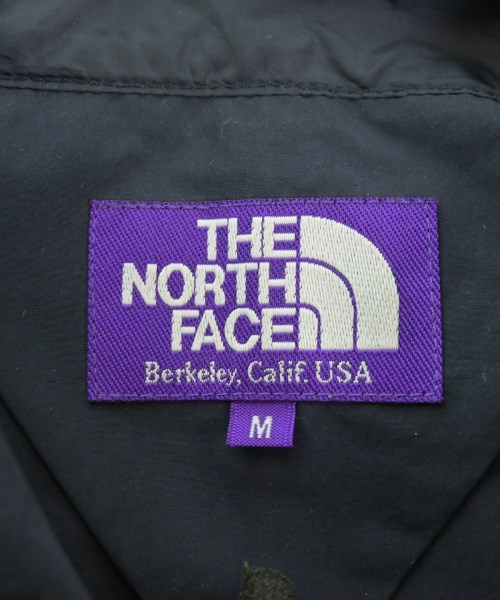 THE
NORTH
FACE
Berkeley, Calif. USA
M